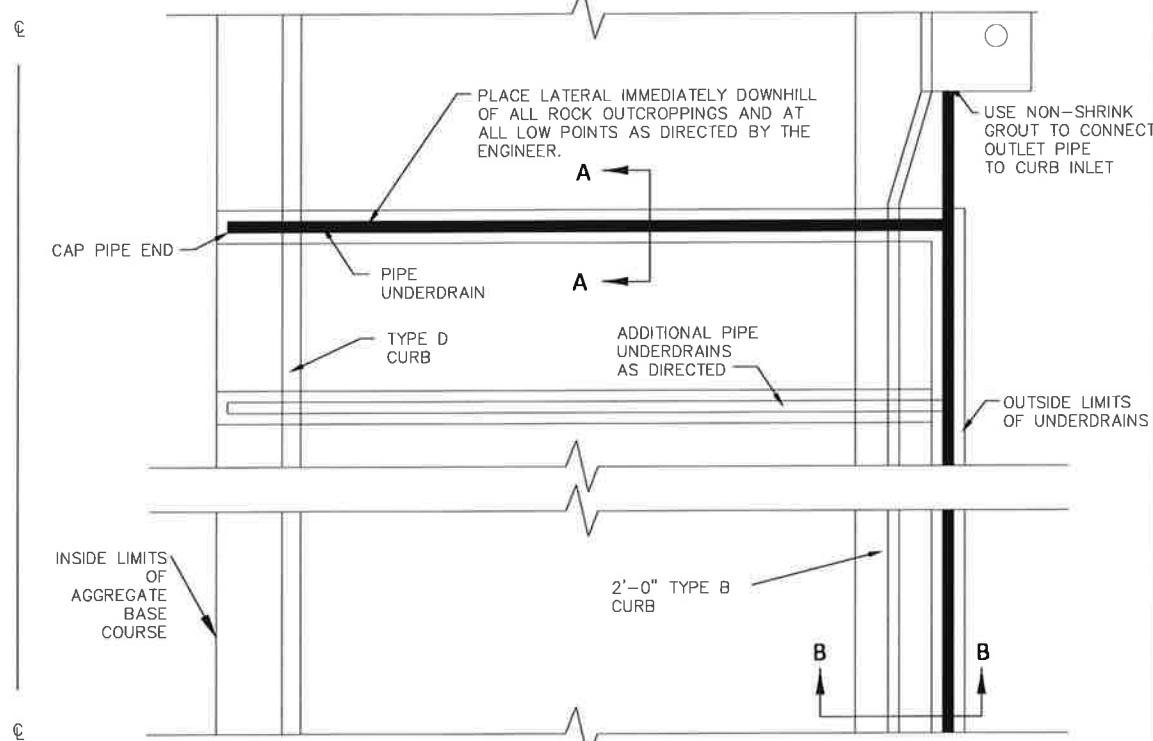 ℄
PLACE LATERAL IMMEDIATELY DOWNHILL
OF ALL ROCK OUTCROPPINGS AND AT
ALL LOW POINTS AS DIRECTED BY THE
ENGINEER.
USE NON-SHRINK
GROUT TO CONNECT
OUTLET PIPE
TO CURB INLET
A
CAP PIPE END
PIPE
UNDERDRAIN
A
TYPE D
CURB
ADDITIONAL PIPE
UNDERDRAINS
AS DIRECTED
OUTSIDE LIMITS
OF UNDERDRAINS
INSIDE LIMITS
OF
AGGREGATE
BASE
COURSE
2'-0" TYPE B
CURB
B
B
℄